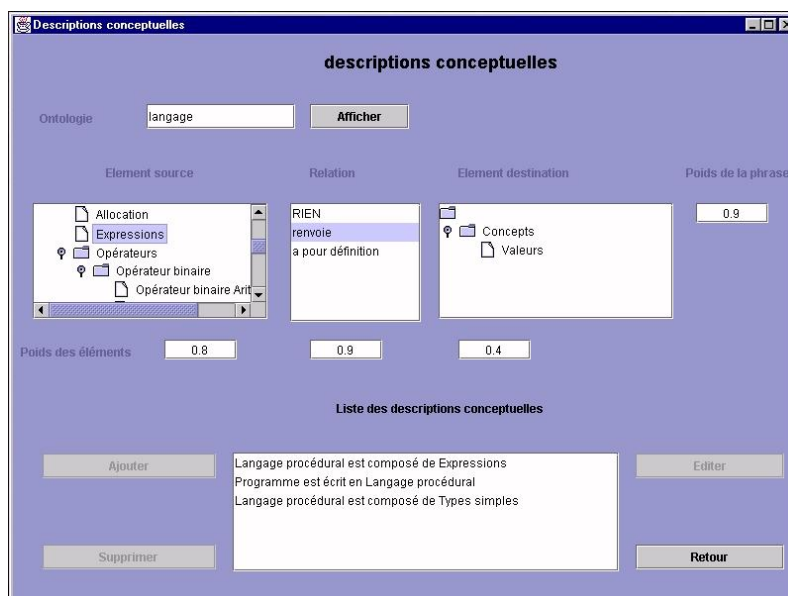 Descriptions conceptuelles
descriptions conceptuelles
Ontologie langage Afficher
Element source Relation Element destination Poids de la phrase
Allocation RIEN 0.9
Expressions renvoie Concepts
Opérateurs a pour définition Valeurs
Opérateur binaire
Opérateur binaire Arit
Poids des éléments 0.8 0.9 0.4
Liste des descriptions conceptuelles
Ajouter Langage procédural est composé de Expressions Editer
Programme est écrit en Langage procédural
Langage procédural est composé de Types simples
Supprimer Retour